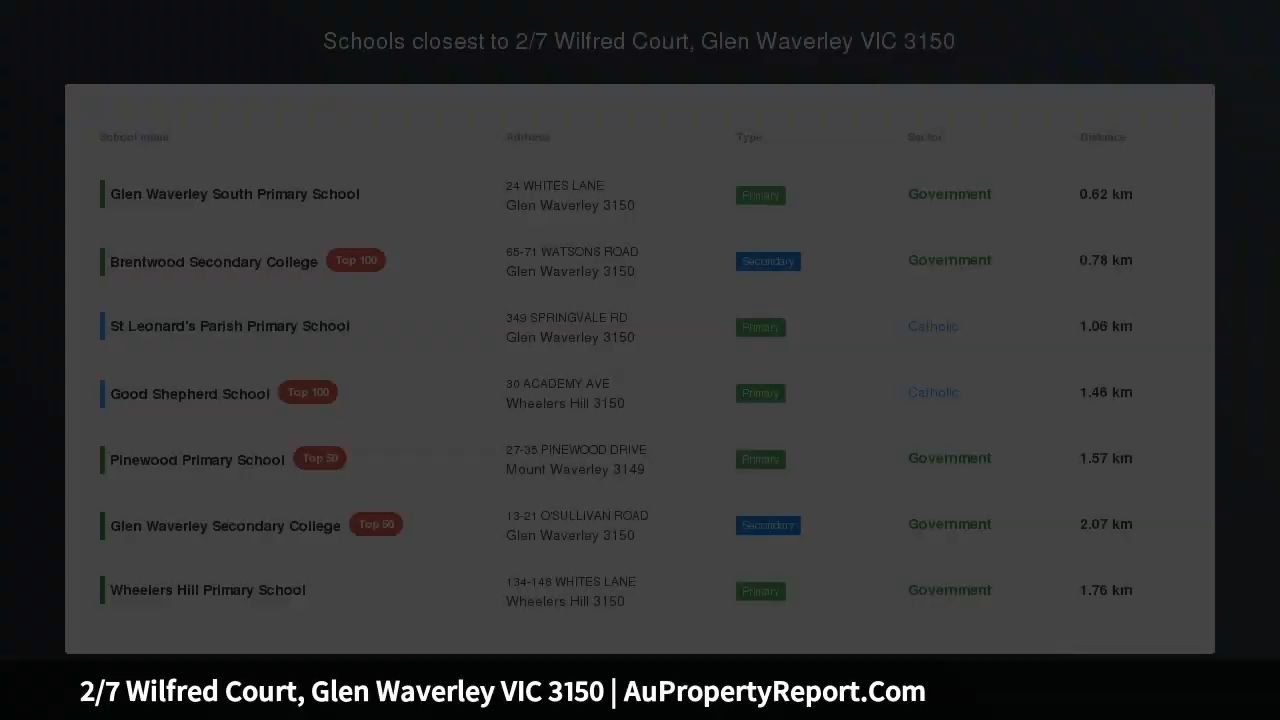 Schools closest to 2/7 Wilfred Court, Glen Waverley VIC 3150
School name Address Type Sector Distance
Glen Waverley South Primary School 24 WHITES LANE Primary Government 0.62 km
Glen Waverley 3150
Brentwood Secondary College Top 100 65-71 WATSONS ROAD Secondary Government 0.78 km
Glen Waverley 3150
St Leonard's Parish Primary School 349 SPRINGVALE RD Primary Catholic 1.06 km
Glen Waverley 3150
Good Shepherd School Top 100 30 ACADEMY AVE Primary Catholic 1.46 km
Wheelers Hill 3150
Pinewood Primary School Top 50 27-35 PINEWOOD DRIVE Primary Government 1.57 km
Mount Waverley 3149
Glen Waverley Secondary College Top 50 13-21 O'SULLIVAN ROAD Secondary Government 2.07 km
Glen Waverley 3150
Wheelers Hill Primary School 134-148 WHITES LANE Primary Government 1.76 km
Wheelers Hill 3150
2/7 Wilfred Court, Glen Waverley VIC 3150 | AuPropertyReport.Com